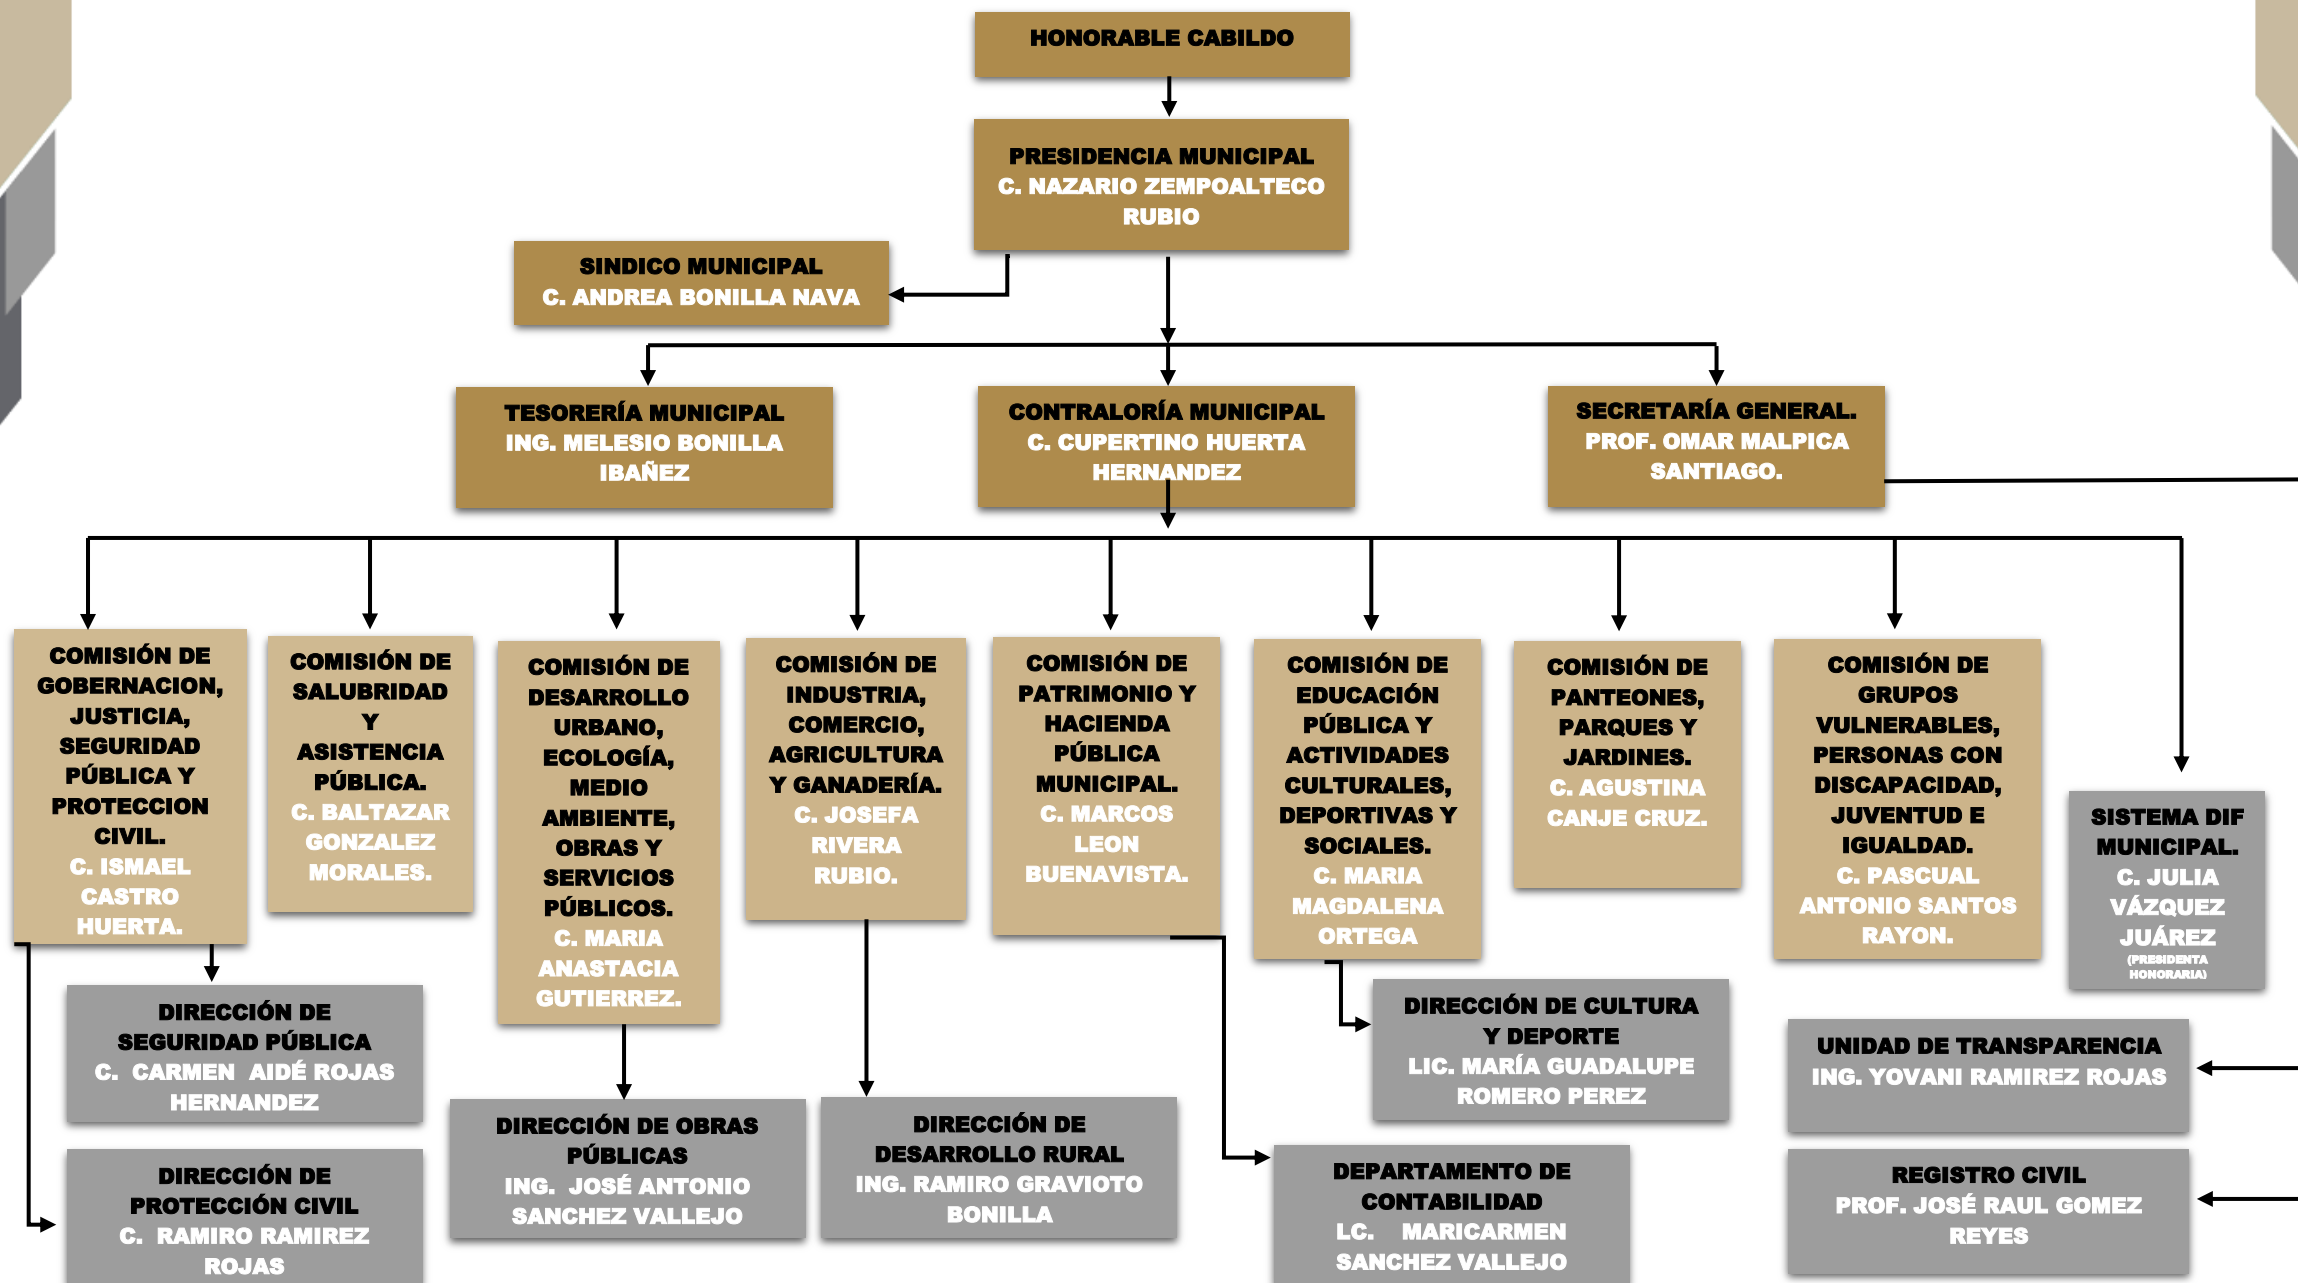 HONORABLE CABILDO
PRESIDENCIA MUNICIPAL
C. NAZARIO ZEMPOALTECO
RUBIO
SINDICO MUNICIPAL
C. ANDREA BONILLA NAVA
TESORERÍA MUNICIPAL
ING. MELESIO BONILLA
IBAÑEZ
CONTRALORÍA MUNICIPAL
C. CUPERTINO HUERTA
HERNANDEZ
SECRETARÍA GENERAL.
PROF. OMAR MALPICA
SANTIAGO.
COMISIÓN DE
GOBERNACION,
JUSTICIA,
SEGURIDAD
PÚBLICA Y
PROTECCION
CIVIL.
C. ISMAEL
CASTRO
HUERTA.
COMISIÓN DE
SALUBRIDAD
Y
ASISTENCIA
PÚBLICA.
C. BALTAZAR
GONZALEZ
MORALES.
COMISIÓN DE
DESARROLLO
URBANO,
ECOLOGÍA,
MEDIO
AMBIENTE,
OBRAS Y
SERVICIOS
PÚBLICOS.
C. MARIA
ANASTACIA
GUTIERREZ.
COMISIÓN DE
INDUSTRIA,
COMERCIO,
AGRICULTURA
Y GANADERÍA.
C. JOSEFA
RIVERA
RUBIO.
COMISIÓN DE
PATRIMONIO Y
HACIENDA
PÚBLICA
MUNICIPAL.
C. MARCOS
LEON
BUENAVISTA.
COMISIÓN DE
EDUCACIÓN
PÚBLICA Y
ACTIVIDADES
CULTURALES,
DEPORTIVAS Y
SOCIALES.
C. MARIA
MAGDALENA
ORTEGA
COMISIÓN DE
PANTEONES,
PARQUES Y
JARDINES.
C. AGUSTINA
CANJE CRUZ.
COMISIÓN DE
GRUPOS
VULNERABLES,
PERSONAS CON
DISCAPACIDAD,
JUVENTUD E
IGUALDAD.
C. PASCUAL
ANTONIO SANTOS
RAYON.
SISTEMA DIF
MUNICIPAL.
C. JULIA
VÁZQUEZ
JUÁREZ
(PRESIDENTA
HONORARIA)
DIRECCIÓN DE
SEGURIDAD PÚBLICA
C. CARMEN AIDÉ ROJAS
HERNANDEZ
DIRECCIÓN DE
PROTECCIÓN CIVIL
C. RAMIRO RAMIREZ
ROJAS
DIRECCIÓN DE OBRAS
PÚBLICAS
ING. JOSÉ ANTONIO
SANCHEZ VALLEJO
DIRECCIÓN DE
DESARROLLO RURAL
ING. RAMIRO GRAVIOTO
BONILLA
DIRECCIÓN DE CULTURA
Y DEPORTE
LIC. MARÍA GUADALUPE
ROMERO PEREZ
DEPARTAMENTO DE
CONTABILIDAD
LC. MARICARMEN
SANCHEZ VALLEJO
UNIDAD DE TRANSPARENCIA
ING. YOVANI RAMIREZ ROJAS
REGISTRO CIVIL
PROF. JOSÉ RAUL GOMEZ
REYES